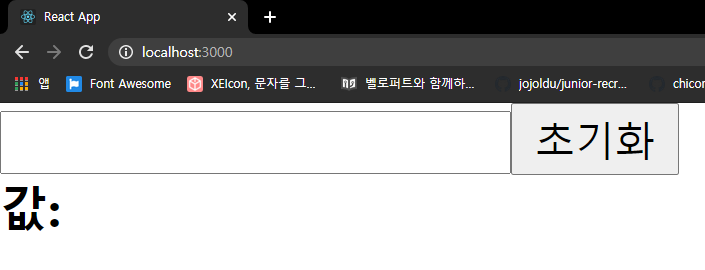 React App
localhost:3000
앱 Font Awesome XEIcon, 문자를 그... 벨로퍼트와 함께하... jojoldu/junior-recr... chicor
초기화
값: